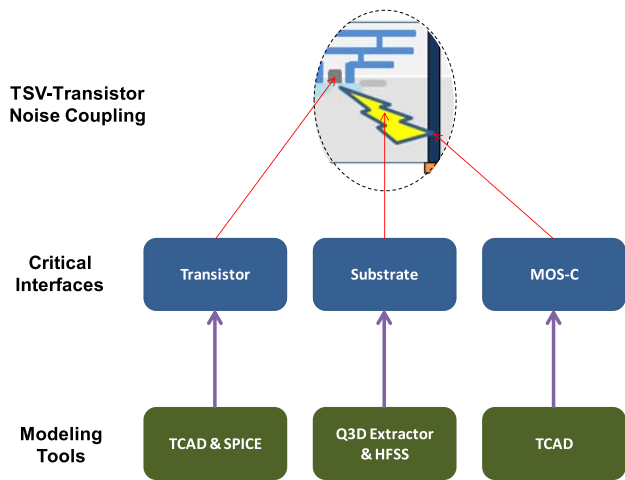 TSV-Transistor
Noise Coupling
Critical
Interfaces
Transistor
Substrate
MOS-C
Modeling
Tools
TCAD & SPICE
Q3D Extractor
& HFSS
TCAD